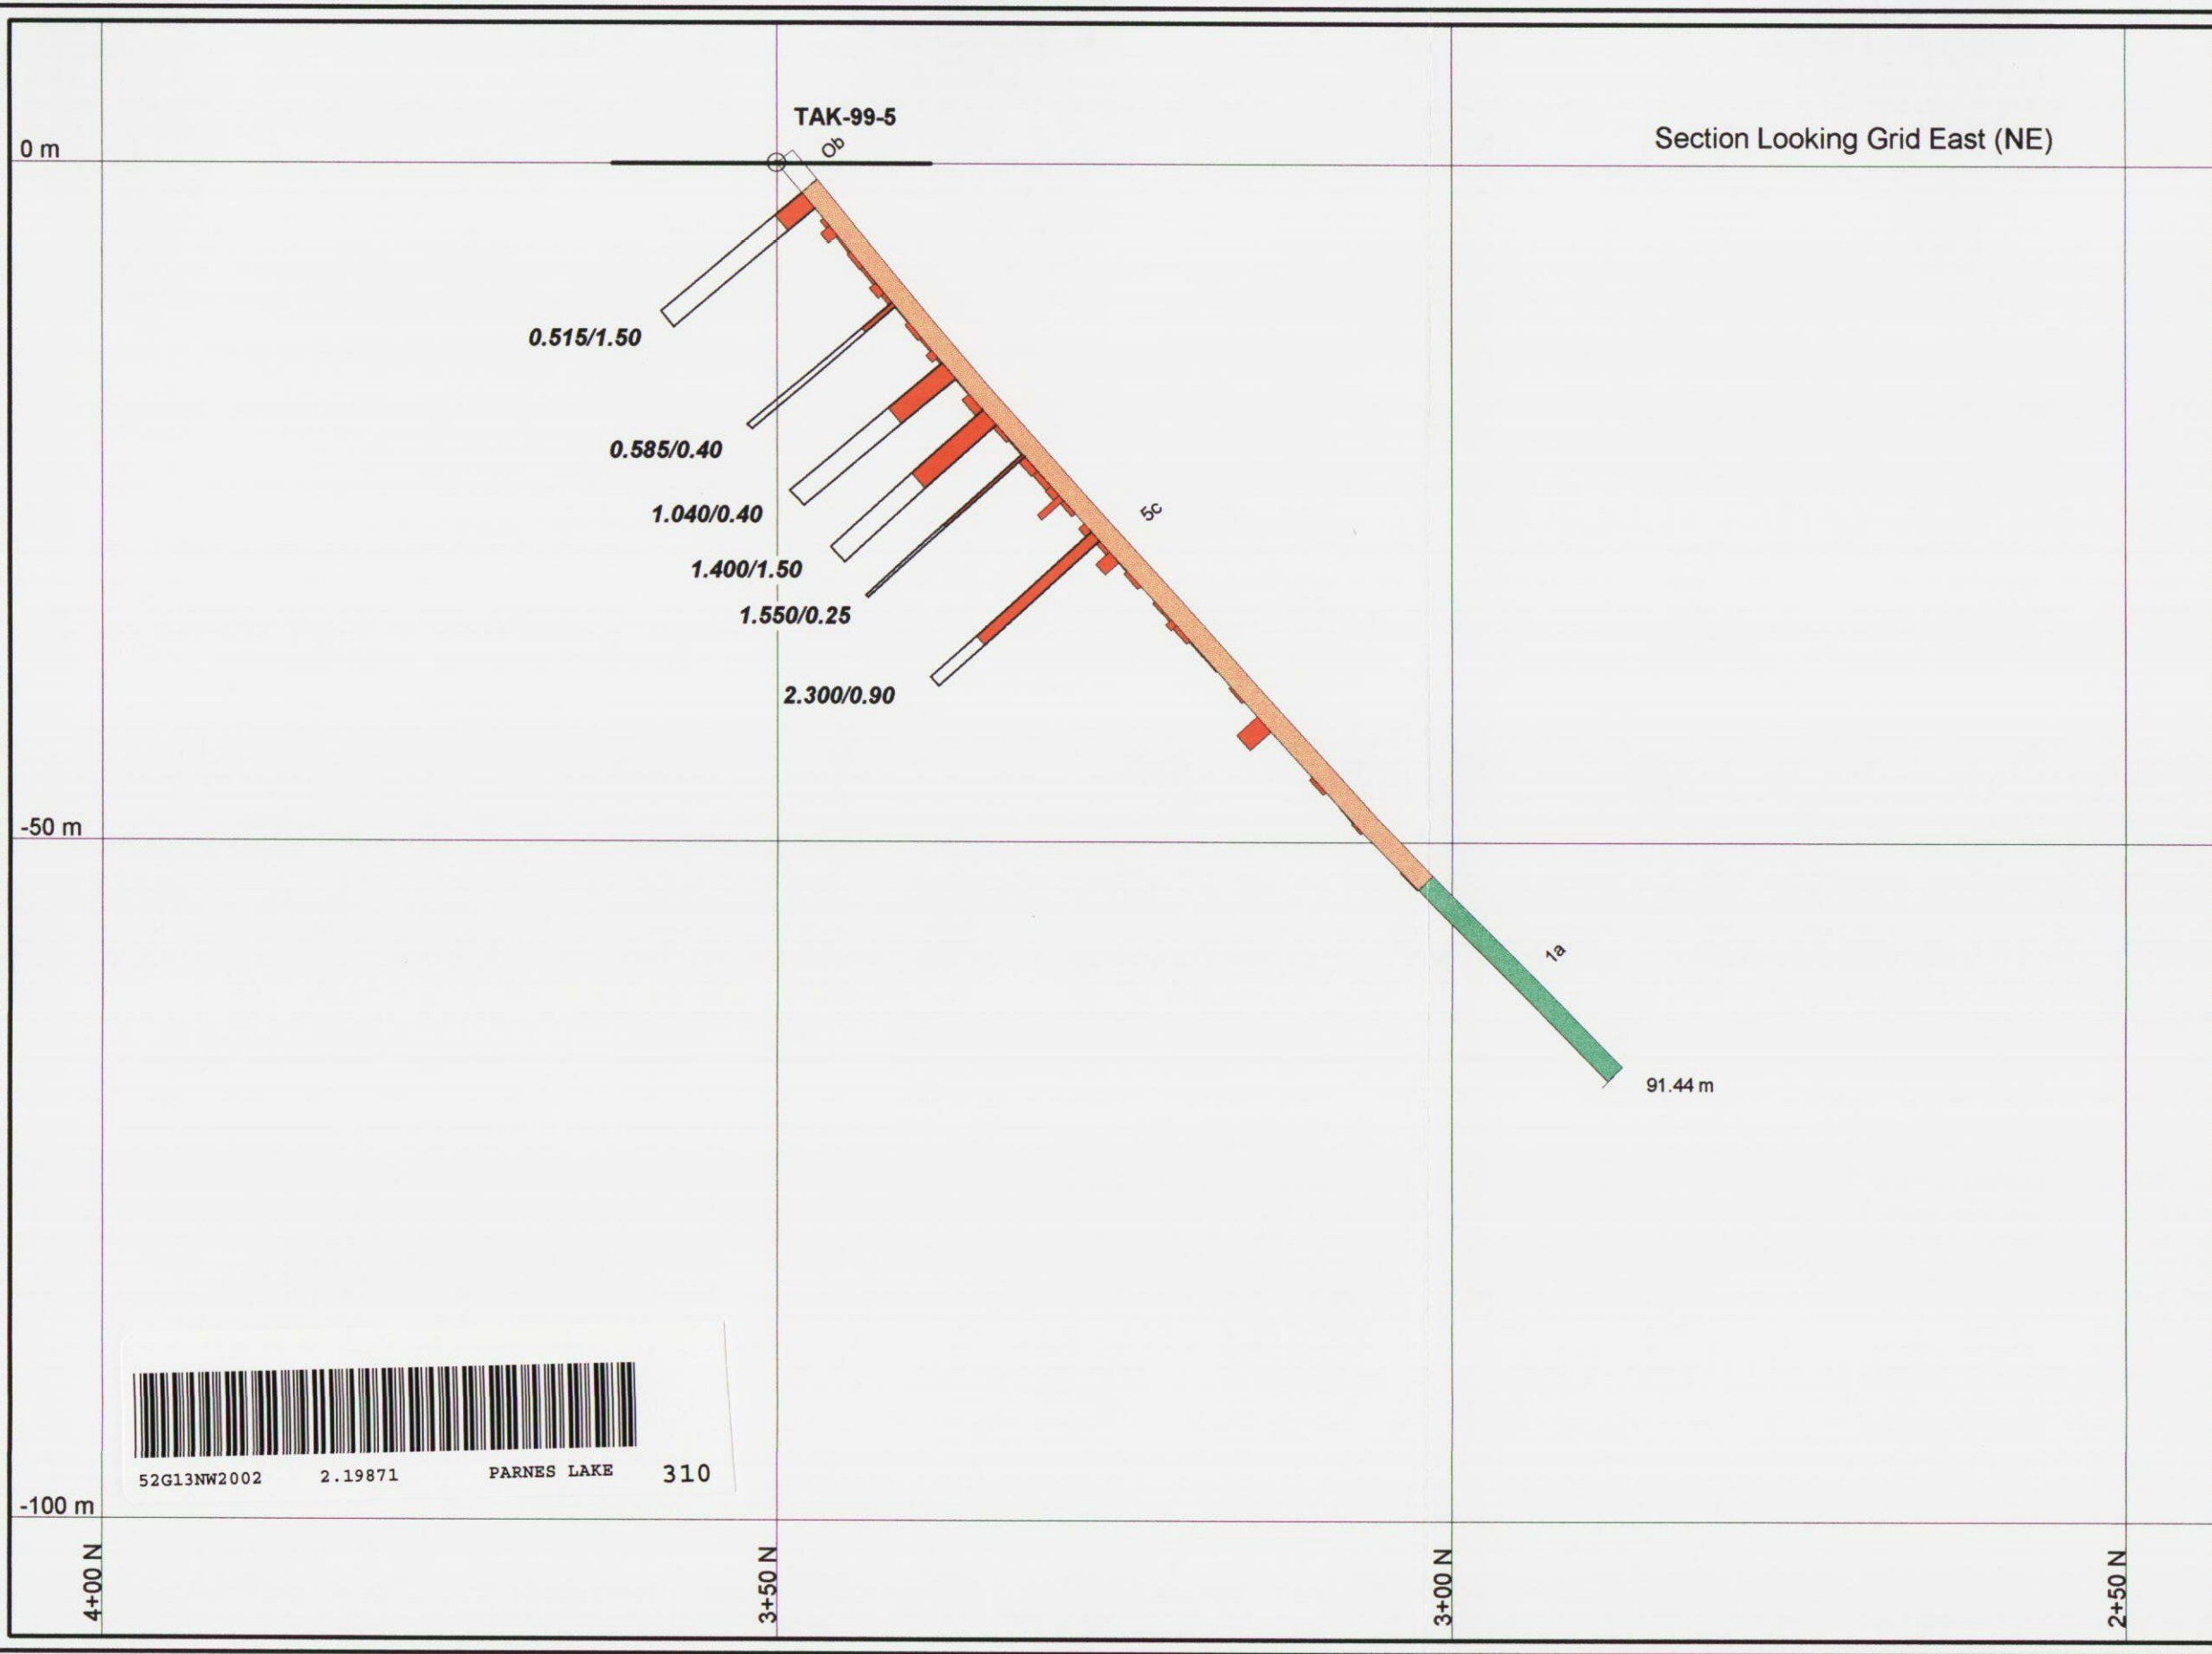 TAK-99-5
Ob
0 m
Section Looking Grid East (NE)
0.515/1.50
0.585/0.40
1.040/0.40
5c
1.400/1.50
1.550/0.25
2.300/0.90
-50 m
1a
91.44 m
52G13NW2002 2.19871 PARNES LAKE 310
-100 m
4+00 N
3+50 N
3+00 N
2+50 N